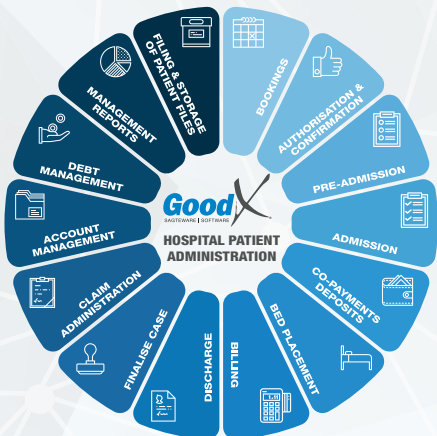 GoodX
SAGTEWARE | SOFTWARE
HOSPITAL PATIENT
ADMINISTRATION
BOOKINGS
AUTHORISATION &
CONFIRMATION
PRE-ADMISSION
ADMISSION
CO-PAYMENTS
DEPOSITS
BED PLACEMENT
BILLING
DISCHARGE
FINALISE CASE
CLAIM
ADMINISTRATION
ACCOUNT
MANAGEMENT
DEBT
MANAGEMENT
MANAGEMENT
REPORTS
FILING & STORAGE
OF PATIENT FILES